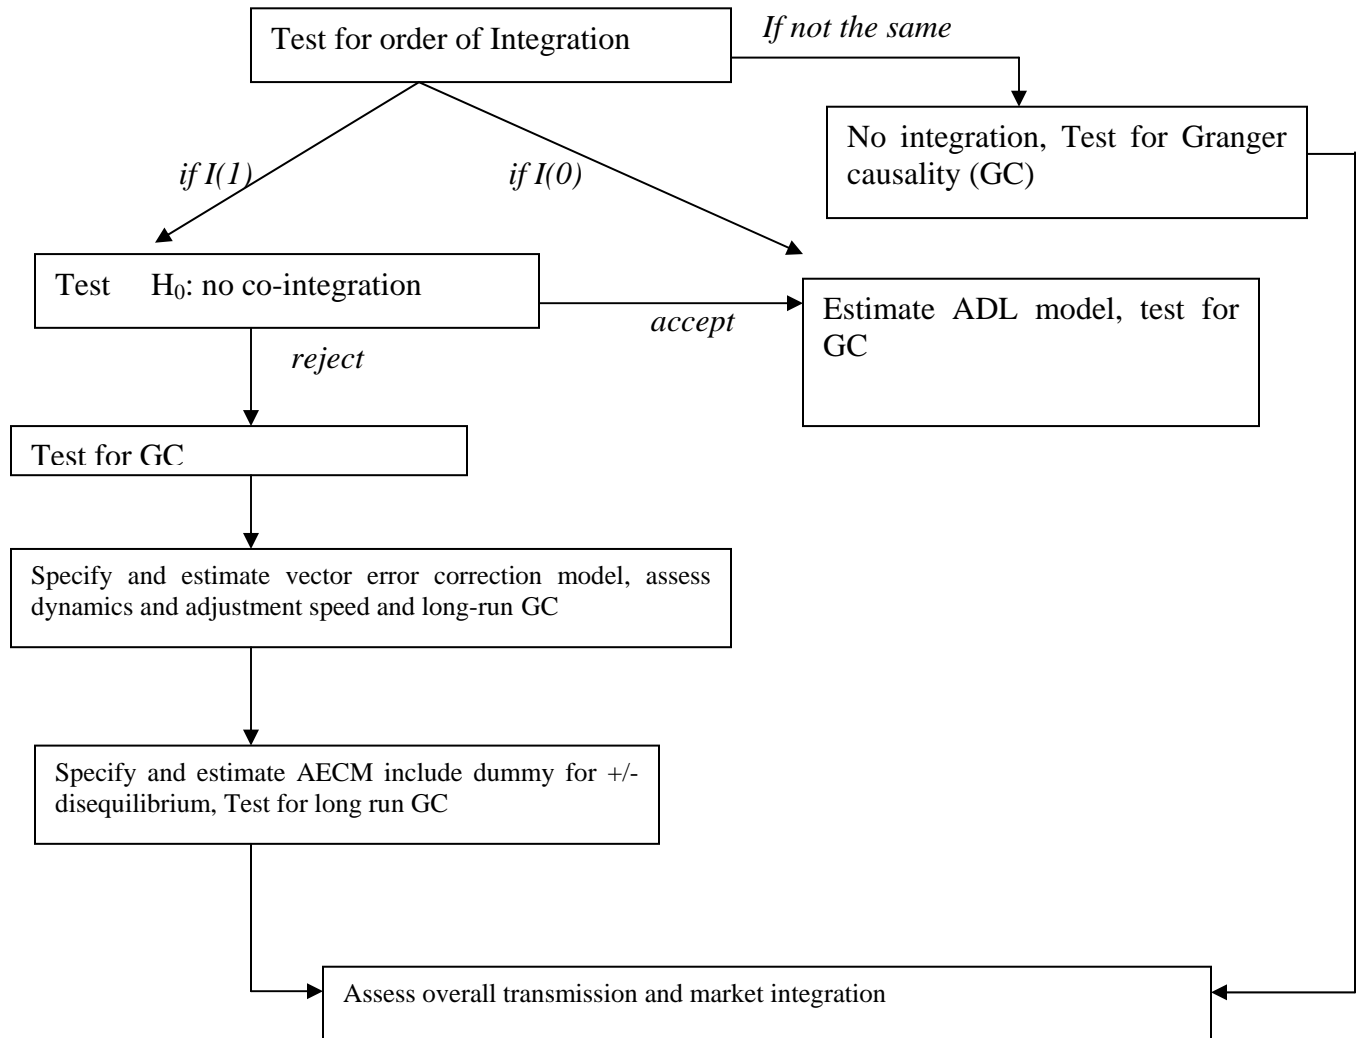 Test for order of Integration
If not the same
No integration, Test for Granger
causality (GC)
if I(1)
if I(0)
Test H₀: no co-integration
accept
Estimate ADL model, test for
GC
reject
Test for GC
Specify and estimate vector error correction model, assess
dynamics and adjustment speed and long-run GC
Specify and estimate AECM include dummy for +/-
disequilibrium, Test for long run GC
Assess overall transmission and market integration